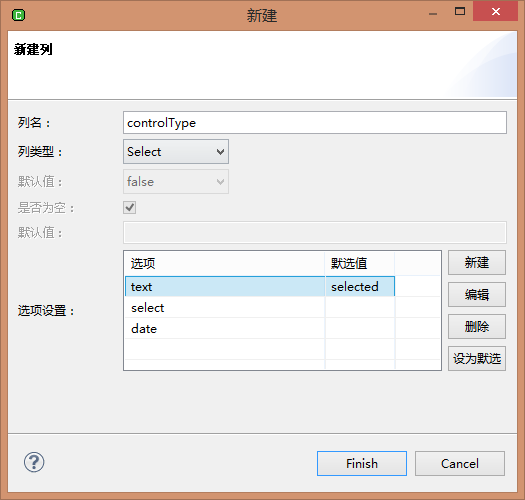 新建
新建列
列名：
controlType
列类型：
Select
默认值：
false
是否为空：
默认值：
选项 默选值
新建
text selected
编辑
select
选项设置：
删除
date
设为默选
Finish
Cancel